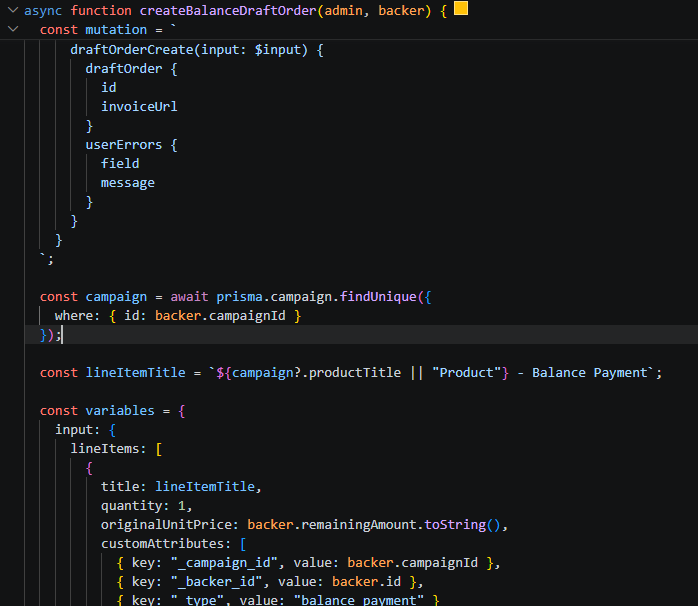 async function createBalanceDraftOrder(admin, backer) {
const mutation = `
draftOrderCreate(input: $input) {
draftOrder {
id
invoiceUrl
}
userErrors {
field
message
}
}
}
`;
const campaign = await prisma.campaign.findUnique({
where: { id: backer.campaignId }
});
const lineItemTitle = `${campaign?.productTitle || "Product"} - Balance Payment`;
const variables = {
input: {
lineItems: [
{
title: lineItemTitle,
quantity: 1,
originalUnitPrice: backer.remainingAmount.toString(),
customAttributes: [
{ key: "_campaign_id", value: backer.campaignId },
{ key: "_backer_id", value: backer.id },
{ key: "_type", value: "balance_payment" }